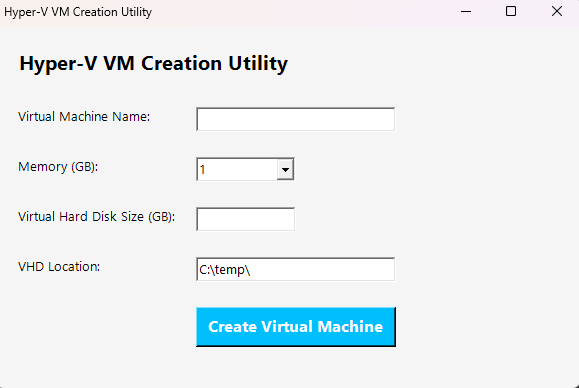 Hyper-V VM Creation Utility
Hyper-V VM Creation Utility
Virtual Machine Name:
Memory (GB): 1
Virtual Hard Disk Size (GB):
VHD Location: C:\temp\
Create Virtual Machine